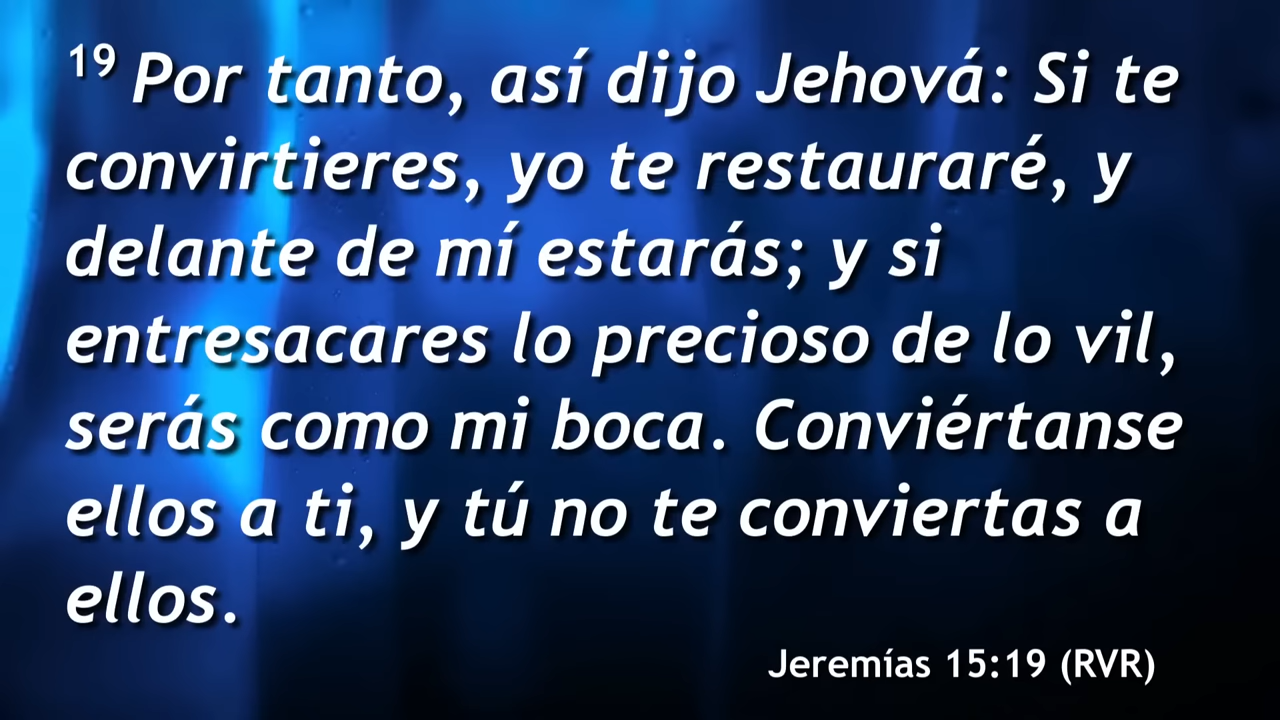 19 Por tanto, así dijo Jehová: Si te
convirtieres, yo te restauraré, y
delante de mí estarás; y si
entresacares lo precioso de lo vil,
serás como mi boca. Conviértanse
ellos a ti, y tú no te conviertas a
ellos.
Jeremías 15:19 (RVR)